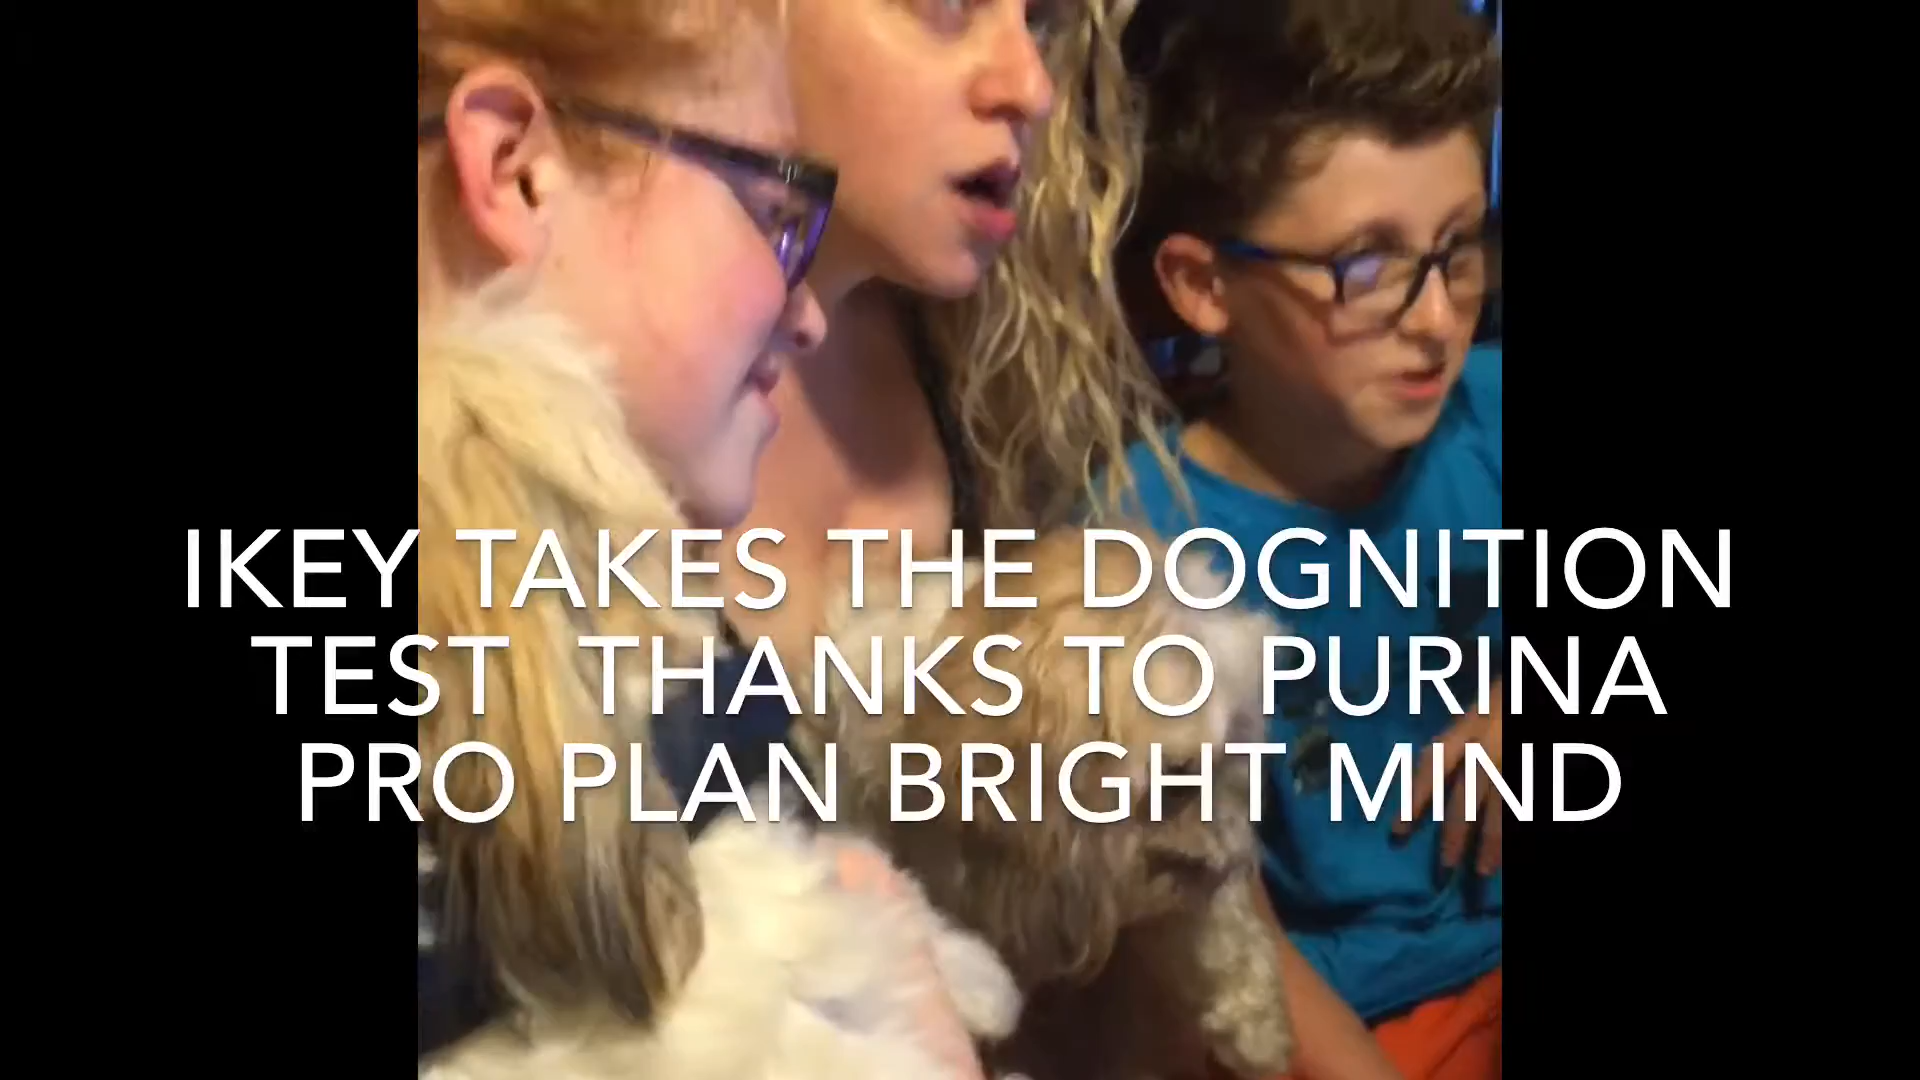 IKEY TAKES THE DOGNITION
TEST THANKS TO PURINA
PRO PLAN BRIGHT MIND